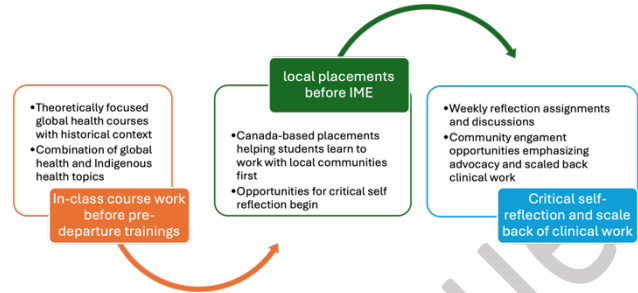 •Theoretically focused
global health courses
with historical context
•Combination of global
health and Indigenous
health topics
In-class course work
before pre-
departure trainings
local placements
before IME
•Canada-based placements
helping students learn to
work with local communities
first
•Opportunities for critical self
reflection begin
•Weekly reflection assignments
and discussions
•Community engament
opportunities emphasizing
advocacy and scaled back
clinical work
Critical self-
reflection and scale
back of clinical work